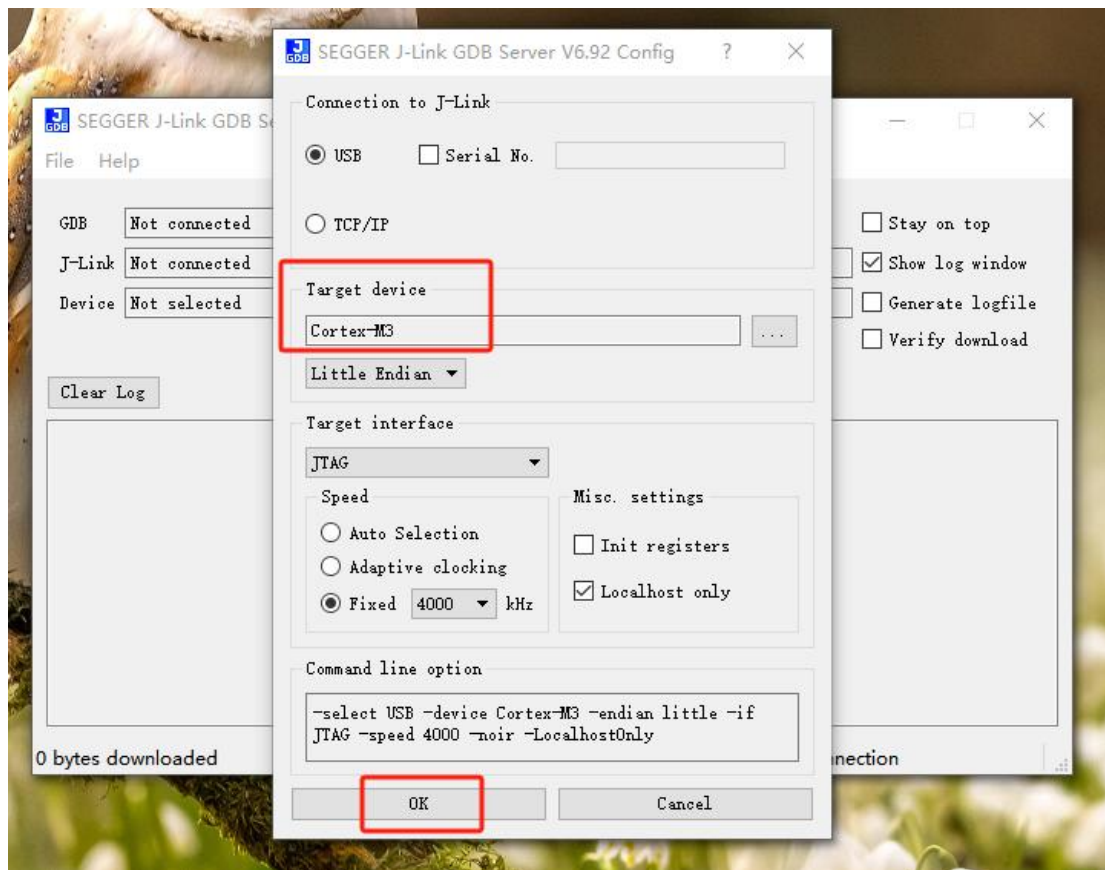 SEGGER J-Link GDB Server V6.92 Config ? ×
Connection to J-Link
USB Serial No.
TCP/IP
Target device
Cortex-M3 ...
Little Endian
Target interface
JTAG
Speed
Auto Selection
Adaptive clocking
Fixed 4000 kHz
Misc. settings
Init registers
Localhost only
Command line option
-select USB -device Cortex-M3 -endian little -if
JTAG -speed 4000 -noir -LocalhostOnly
OK Cancel
SEGGER J-Link GDB
File Help
GDB Not connected
J-Link Not connected
Device Not selected
Stay on top
Show log window
Generate logfile
Verify download
Clear Log
0 bytes downloaded